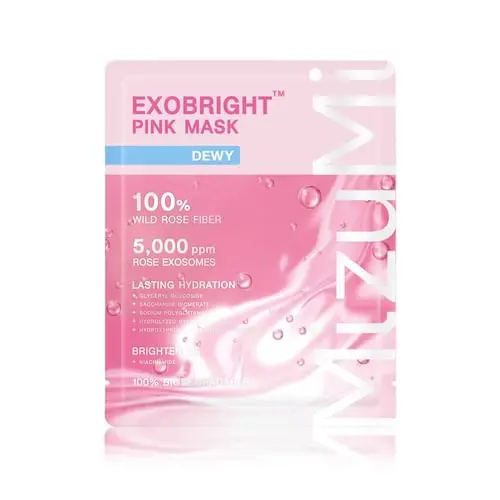 EXOBRIGHT™
PINK MASK
DEWY
100%
WILD ROSE FIBER
5,000 ppm
ROSE EXOSOMES
LASTING HYDRATION
+ GLYCERYL GLUCOSIDE
+ SACCHARIDE ISOMERATE
+ SODIUM
+ HYDROLYZED
BRIGHTENING
+ NIACINAMIDE
100%
MizuMi